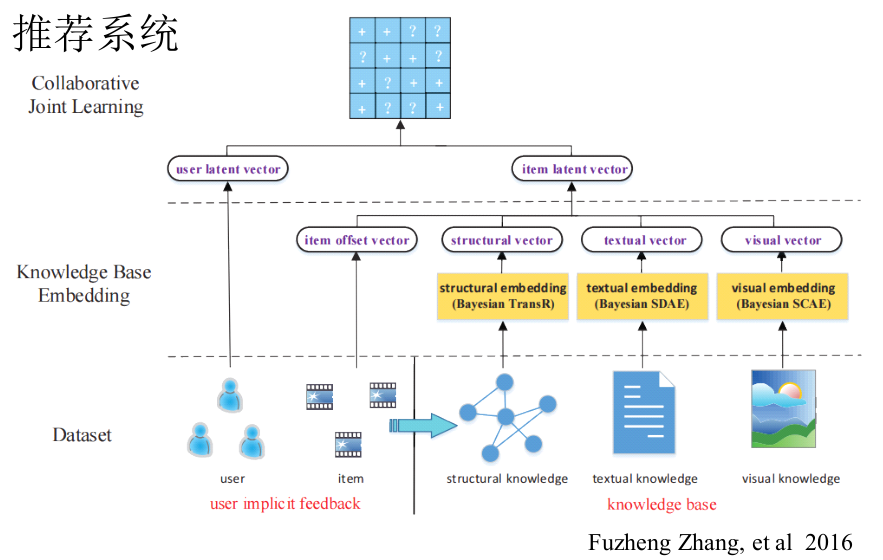 推荐系统
Collaborative
Joint Learning
+ + ? ?
? + + ?
+ ? + +
+ ? ? +
user latent vector
item latent vector
Knowledge Base
Embedding
item offset vector
structural vector
textual vector
visual vector
structural embedding
(Bayesian TransR)
textual embedding
(Bayesian SDAE)
visual embedding
(Bayesian SCAE)
Dataset
user
item
structural knowledge
textual knowledge
visual knowledge
user implicit feedback
knowledge base
Fuzheng Zhang, et al 2016